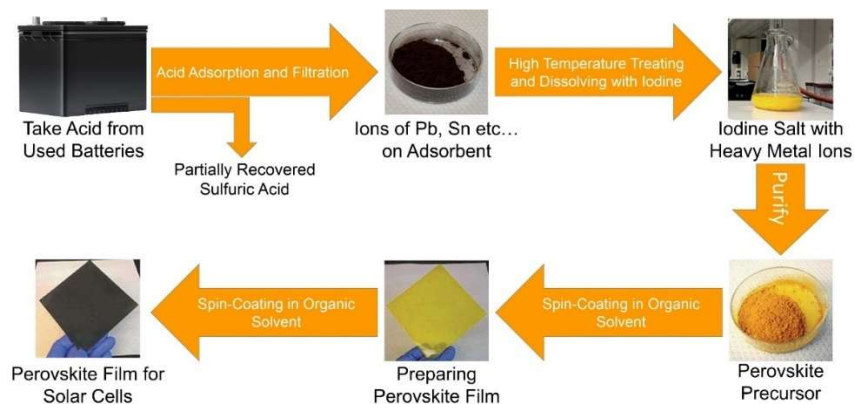 Acid Adsorption and Filtration
High Temperature Treating
and Dissolving with Iodine
Take Acid from
Used Batteries
Ions of Pb, Sn etc...
on Adsorbent
Iodine Salt with
Heavy Metal Ions
Partially Recovered
Sulfuric Acid
Purify
Spin-Coating in Organic
Solvent
Spin-Coating in Organic
Solvent
Perovskite Film for
Solar Cells
Preparing
Perovskite Film
Perovskite
Precursor